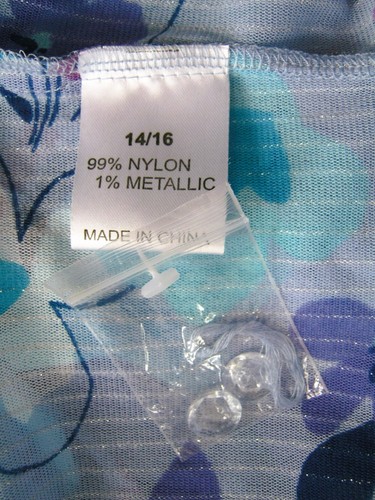 14/16
99% NYLON
1% METALLIC
MADE IN CHINA